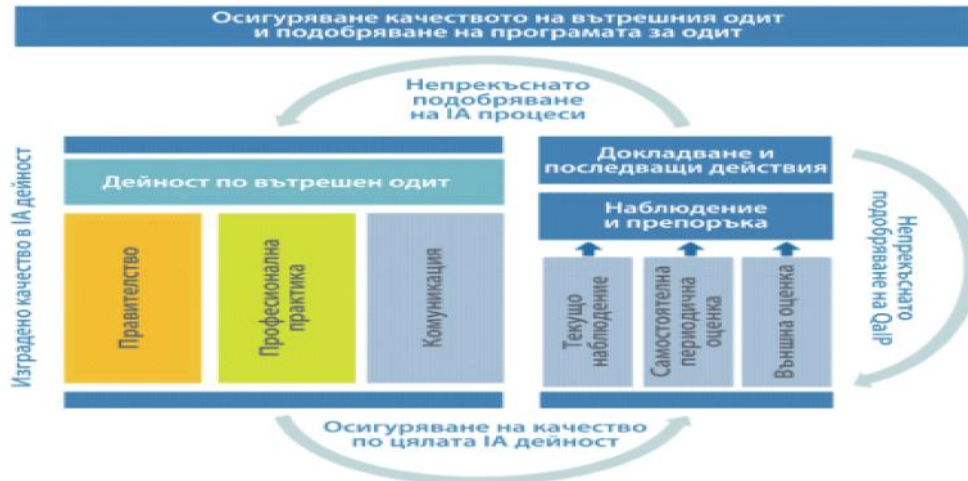 Осигуряване качеството на вътрешния одит
и подобряване на програмата за одит
Непрекъснато
подобряване
на IA процеси
Изградено качество в IA дейност
Дейност по вътрешен одит
Правителство
Професионална
практика
Комуникация
Докладване и
последващи действия
Наблюдение
и препоръка
Текущо
наблюдение
Самостоятелна
периодична
оценка
Външна оценка
Непрекъснато
подобряване на QaIP
Осигуряване на качество
по цялата IA дейност